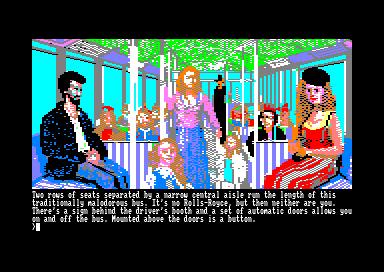 Two rows of seats separated by a narrow central aisle run the length of this
traditionally malodorous bus. It's no Rolls-Royce, but then neither are you.
There's a sign behind the driver's booth and a set of automatic doors allows you
on and off the bus. Mounted above the doors is a button.
>